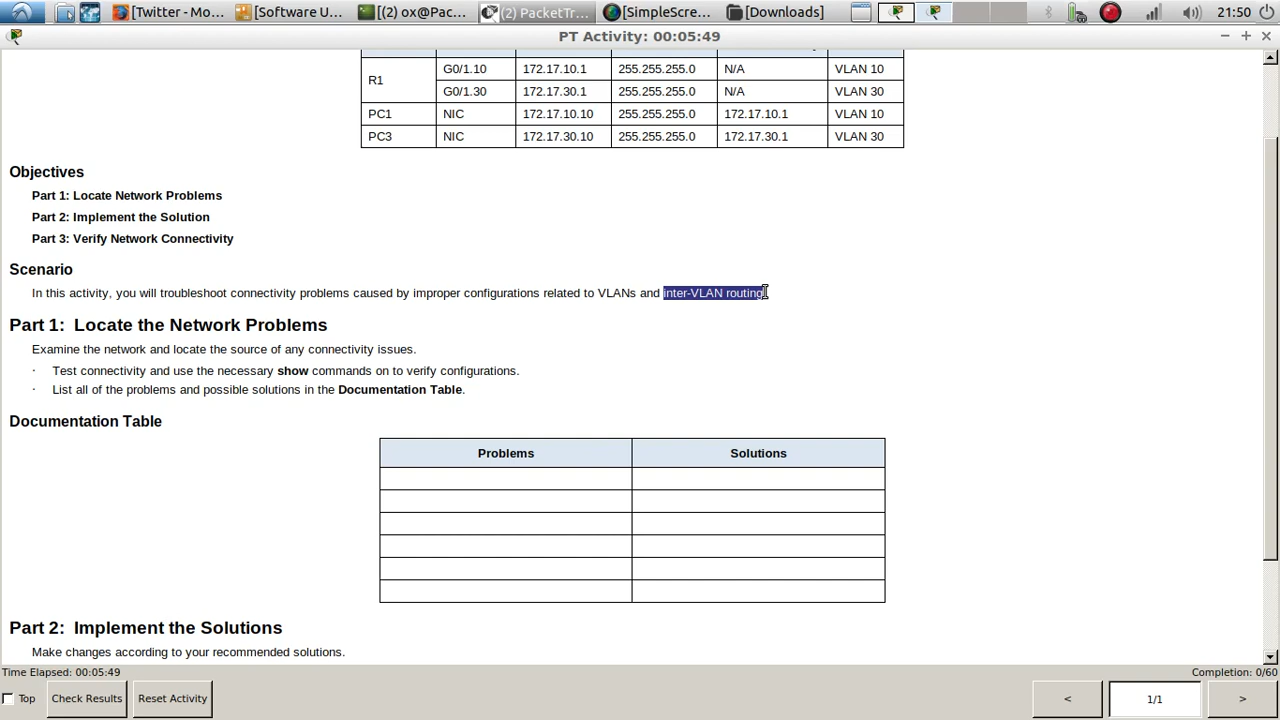 [Twitter - Mo... [Software U... [(2) ox@Pac... (2) PacketTr... [SimpleScre... [Downloads] 21:50
PT Activity: 00:05:49
R1 G0/1.10 172.17.10.1 255.255.255.0 N/A VLAN 10
G0/1.30 172.17.30.1 255.255.255.0 N/A VLAN 30
PC1 NIC 172.17.10.10 255.255.255.0 172.17.10.1 VLAN 10
PC3 NIC 172.17.30.10 255.255.255.0 172.17.30.1 VLAN 30
Objectives
Part 1: Locate Network Problems
Part 2: Implement the Solution
Part 3: Verify Network Connectivity
Scenario
In this activity, you will troubleshoot connectivity problems caused by improper configurations related to VLANs and inter-VLAN routing.
Part 1: Locate the Network Problems
Examine the network and locate the source of any connectivity issues.
· Test connectivity and use the necessary show commands on to verify configurations.
· List all of the problems and possible solutions in the Documentation Table.
Documentation Table
Problems Solutions
Part 2: Implement the Solutions
Make changes according to your recommended solutions.
Time Elapsed: 00:05:49 Completion: 0/60
Top Check Results Reset Activity < 1/1 >